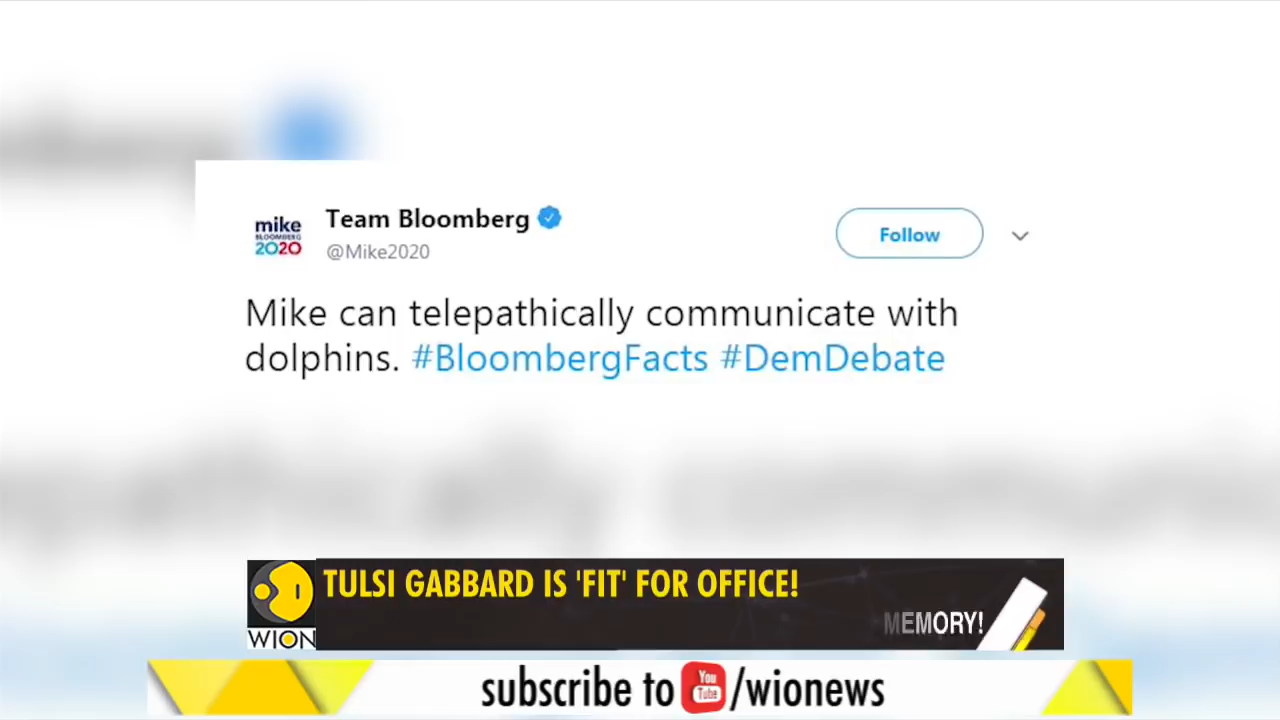 mike
BLOOMBERG
2020
Team Bloomberg
@Mike2020
Follow
Mike can telepathically communicate with
dolphins. #BloombergFacts #DemDebate
TULSI GABBARD IS 'FIT' FOR OFFICE!
MEMORY!
WION
subscribe to You Tube /wionews